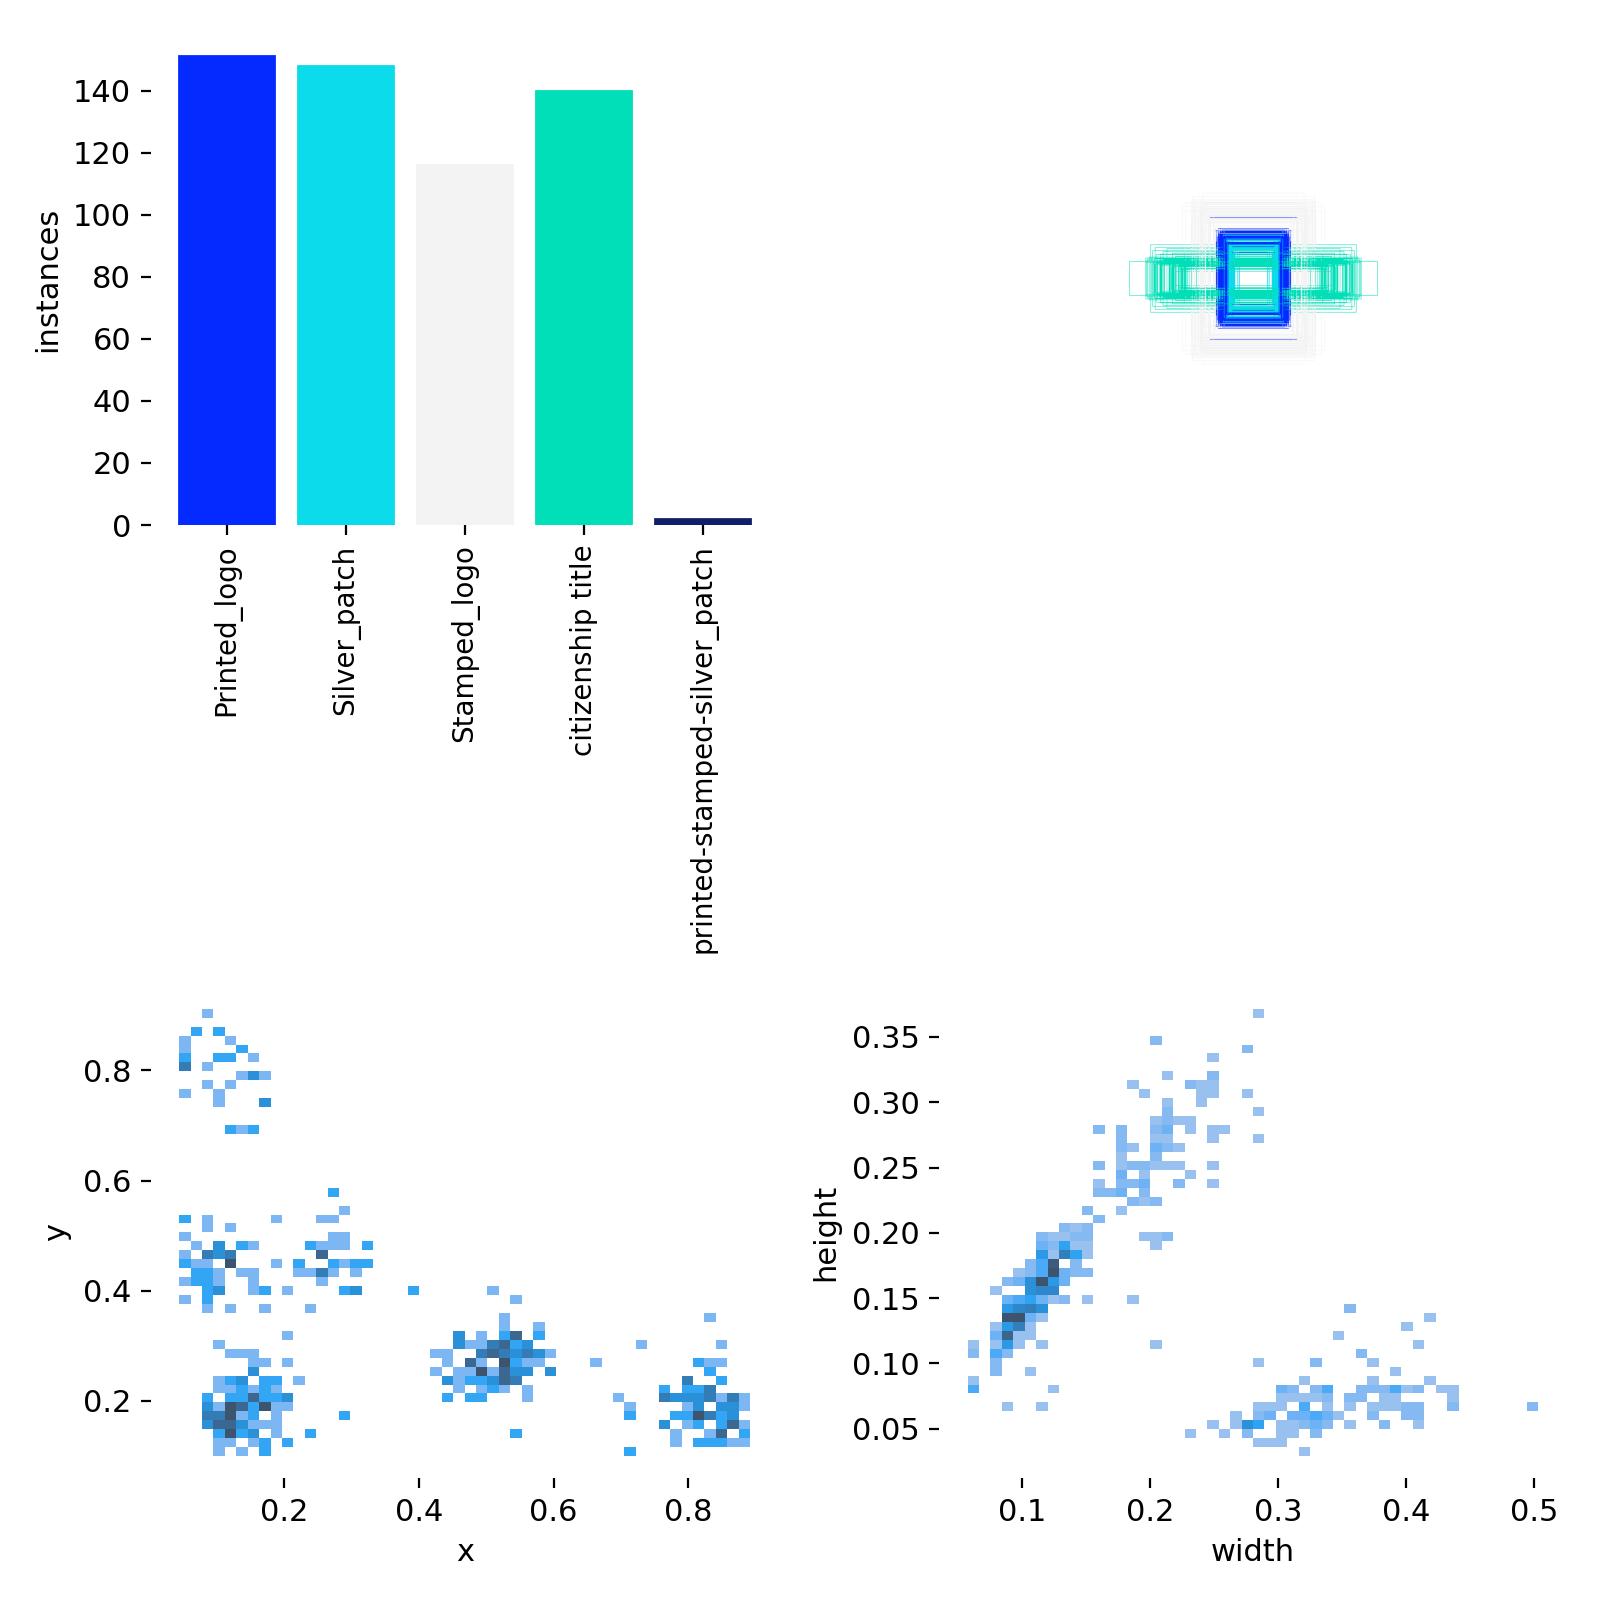 140
120
100
80
60
40
20
0
instances
Printed_logo
Silver_patch
Stamped_logo
citizenship title
printed-stamped-silver_patch
0.8
0.6
0.4
0.2
y
0.2 0.4 0.6 0.8
x
0.35
0.30
0.25
0.20
0.15
0.10
0.05
height
0.1 0.2 0.3 0.4 0.5
width